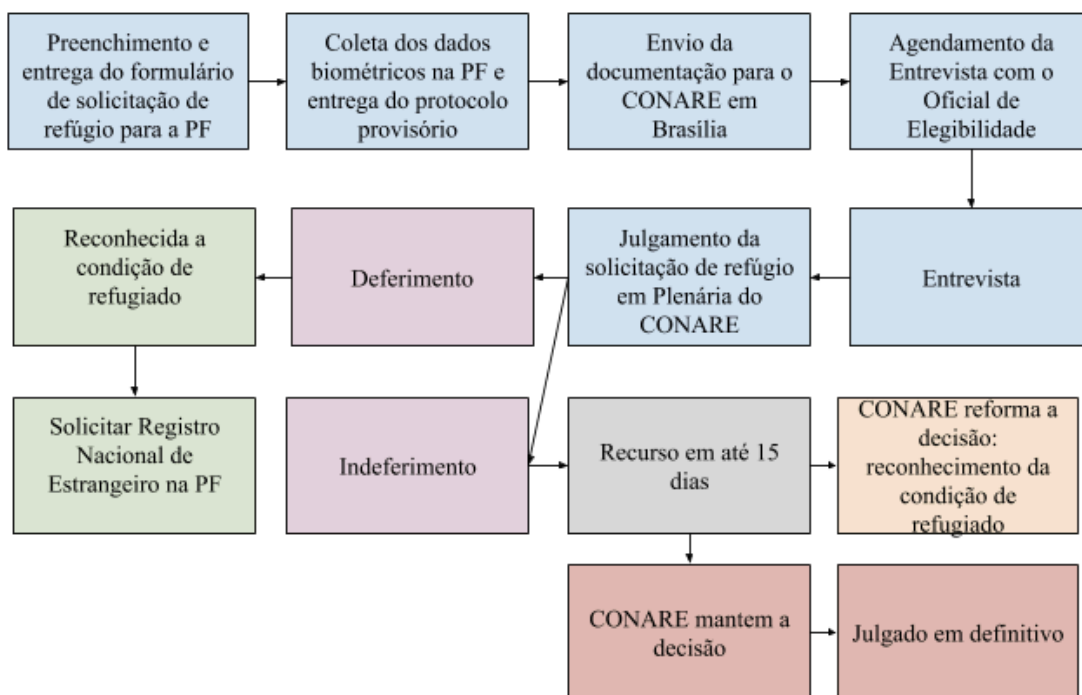 Preenchimento e
entrega do formulário
de solicitação de
refúgio para a PF
Coleta dos dados
biométricos na PF e
entrega do protocolo
provisório
Envio da
documentação para o
CONARE em
Brasília
Agendamento da
Entrevista com o
Oficial de
Elegibilidade
Entrevista
Julgamento da
solicitação de refúgio
em Plenária do
CONARE
Deferimento
Reconhecida a
condição de
refugiado
Solicitar Registro
Nacional de
Estrangeiro na PF
Indeferimento
Recurso em até 15
dias
CONARE reforma a
decisão:
reconhecimento da
condição de
refugiado
CONARE mantem a
decisão
Julgado em definitivo